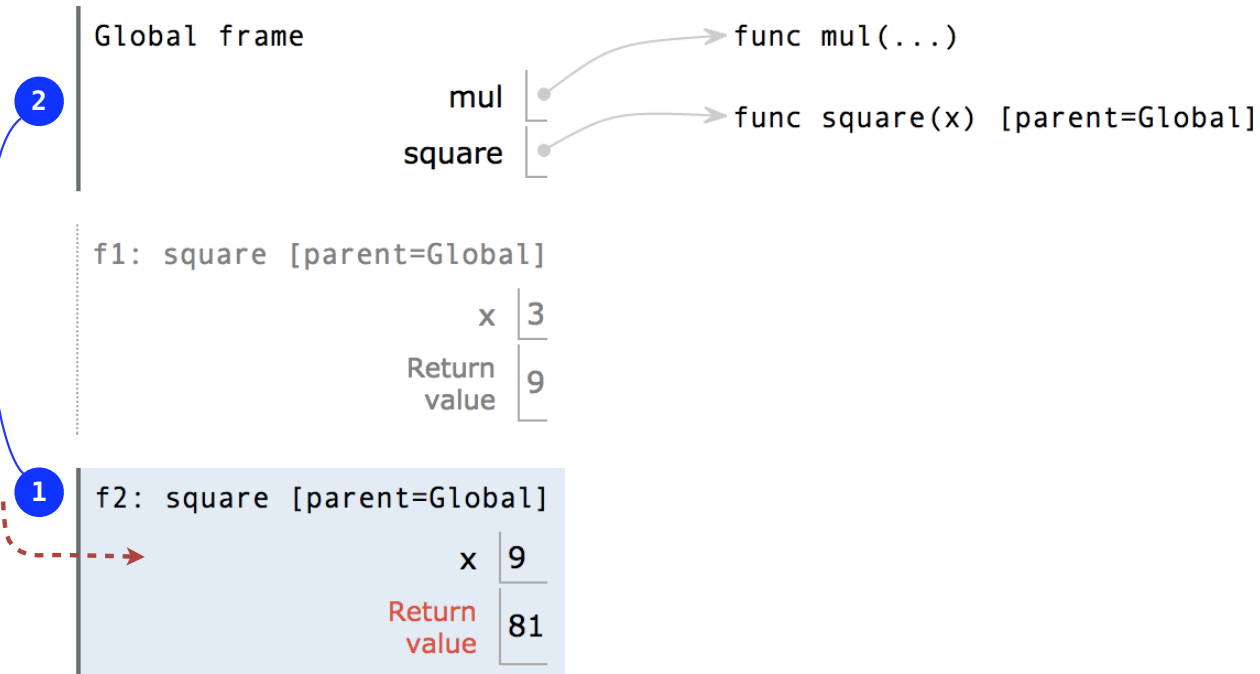 Global frame
func mul(...)
2
mul
func square(x) [parent=Global]
square
f1: square [parent=Global]
x 3
Return
value
9
1
f2: square [parent=Global]
x 9
Return
value
81